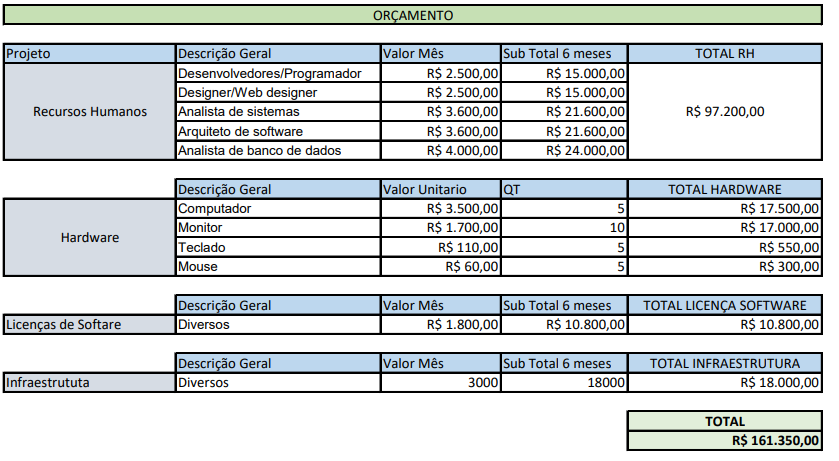 ORÇAMENTO
Projeto Descrição Geral Valor Mês Sub Total 6 meses TOTAL RH
Recursos Humanos
Desenvolvedores/Programador R$ 2.500,00 R$ 15.000,00
Designer/Web designer R$ 2.500,00 R$ 15.000,00
Analista de sistemas R$ 3.600,00 R$ 21.600,00 R$ 97.200,00
Arquiteto de software R$ 3.600,00 R$ 21.600,00
Analista de banco de dados R$ 4.000,00 R$ 24.000,00
Descrição Geral Valor Unitario QT TOTAL HARDWARE
Hardware
Computador R$ 3.500,00 5 R$ 17.500,00
Monitor R$ 1.700,00 10 R$ 17.000,00
Teclado R$ 110,00 5 R$ 550,00
Mouse R$ 60,00 5 R$ 300,00
Descrição Geral Valor Mês Sub Total 6 meses TOTAL LICENÇA SOFTWARE
Licenças de Softare Diversos R$ 1.800,00 R$ 10.800,00 R$ 10.800,00
Descrição Geral Valor Mês Sub Total 6 meses TOTAL INFRAESTRUTURA
Infraestrututa Diversos 3000 18000 R$ 18.000,00
TOTAL
R$ 161.350,00